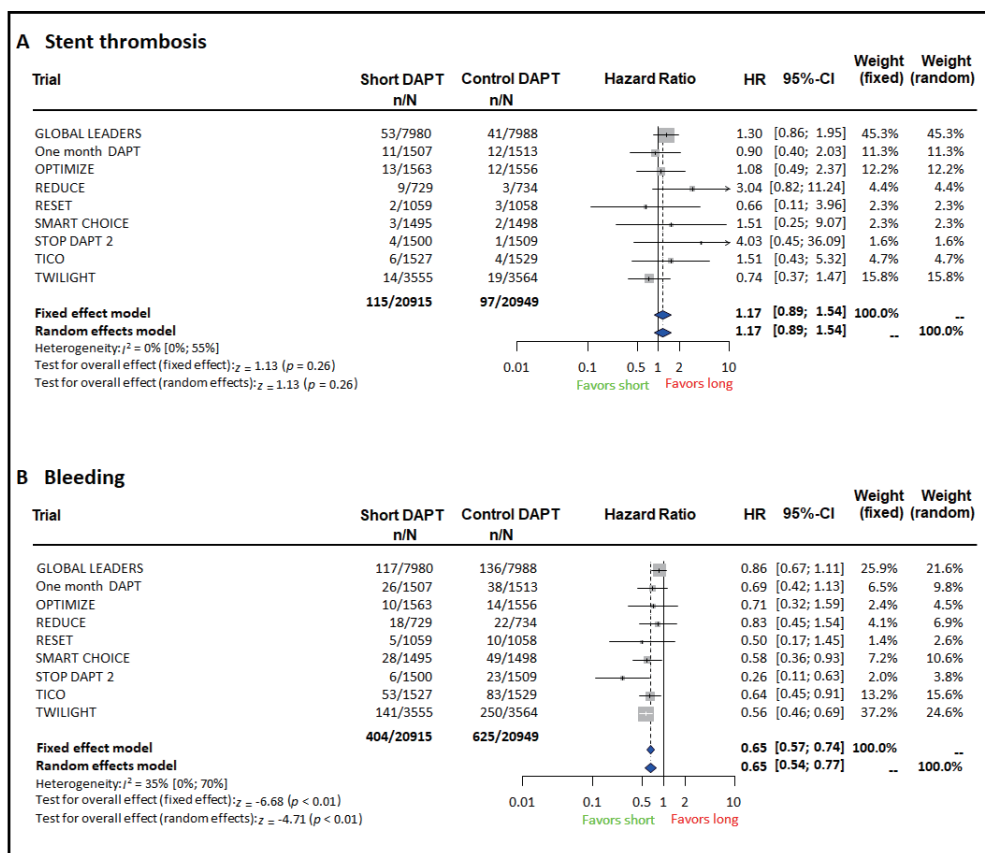 A Stent thrombosis
Trial Short DAPT n/N Control DAPT n/N Hazard Ratio HR 95%-CI Weight (fixed) Weight (random)
GLOBAL LEADERS 53/7980 41/7988 1.30 [0.86; 1.95] 45.3% 45.3%
One month DAPT 11/1507 12/1513 0.90 [0.40; 2.03] 11.3% 11.3%
OPTIMIZE 13/1563 12/1556 1.08 [0.49; 2.37] 12.2% 12.2%
REDUCE 9/729 3/734 3.04 [0.82; 11.24] 4.4% 4.4%
RESET 2/1059 3/1058 0.66 [0.11; 3.96] 2.3% 2.3%
SMART CHOICE 3/1495 2/1498 1.51 [0.25; 9.07] 2.3% 2.3%
STOP DAPT 2 4/1500 1/1509 4.03 [0.45; 36.09] 1.6% 1.6%
TICO 6/1527 4/1529 1.51 [0.43; 5.32] 4.7% 4.7%
TWILIGHT 14/3555 19/3564 0.74 [0.37; 1.47] 15.8% 15.8%
115/20915 97/20949
Fixed effect model 1.17 [0.89; 1.54] 100.0% --
Random effects model 1.17 [0.89; 1.54] -- 100.0%
Heterogeneity: I² = 0% [0%; 55%]
Test for overall effect (fixed effect): z = 1.13 (p = 0.26)
Test for overall effect (random effects): z = 1.13 (p = 0.26)
0.01 0.1 0.5 1 2 10
Favors short Favors long
B Bleeding
Trial Short DAPT n/N Control DAPT n/N Hazard Ratio HR 95%-CI Weight (fixed) Weight (random)
GLOBAL LEADERS 117/7980 136/7988 0.86 [0.67; 1.11] 25.9% 21.6%
One month DAPT 26/1507 38/1513 0.69 [0.42; 1.13] 6.5% 9.8%
OPTIMIZE 10/1563 14/1556 0.71 [0.32; 1.59] 2.4% 4.5%
REDUCE 18/729 22/734 0.83 [0.45; 1.54] 4.1% 6.9%
RESET 5/1059 10/1058 0.50 [0.17; 1.45] 1.4% 2.6%
SMART CHOICE 28/1495 49/1498 0.58 [0.36; 0.93] 7.2% 10.6%
STOP DAPT 2 6/1500 23/1509 0.26 [0.11; 0.63] 2.0% 3.8%
TICO 53/1527 83/1529 0.64 [0.45; 0.91] 13.2% 15.6%
TWILIGHT 141/3555 250/3564 0.56 [0.46; 0.69] 37.2% 24.6%
404/20915 625/20949
Fixed effect model 0.65 [0.57; 0.74] 100.0% --
Random effects model 0.65 [0.54; 0.77] -- 100.0%
Heterogeneity: I² = 35% [0%; 70%]
Test for overall effect (fixed effect): z = -6.68 (p < 0.01)
Test for overall effect (random effects): z = -4.71 (p < 0.01)
0.01 0.1 0.5 1 2 10
Favors short Favors long